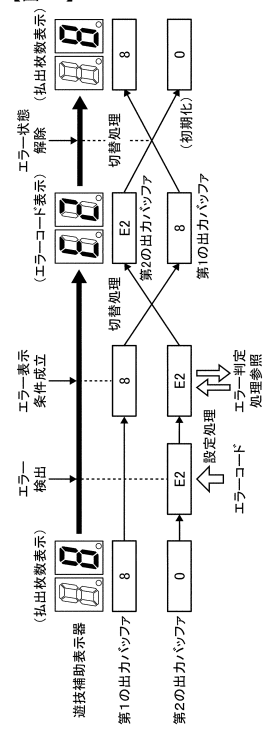 エラー
検出
エラー表示
条件成立
エラー状態
解除
(払出枚数表示)
(エラーコード表示)
(払出枚数表示)
遊技補助表示器
8
E2
8
切替処理
切替処理
第1の出力バッファ
8
8
E2
8
第2の出力バッファ
第2の出力バッファ
0
E2
E2
8
0
第1の出力バッファ
(初期化)
設定処理
エラーコード
エラー判定
処理参照